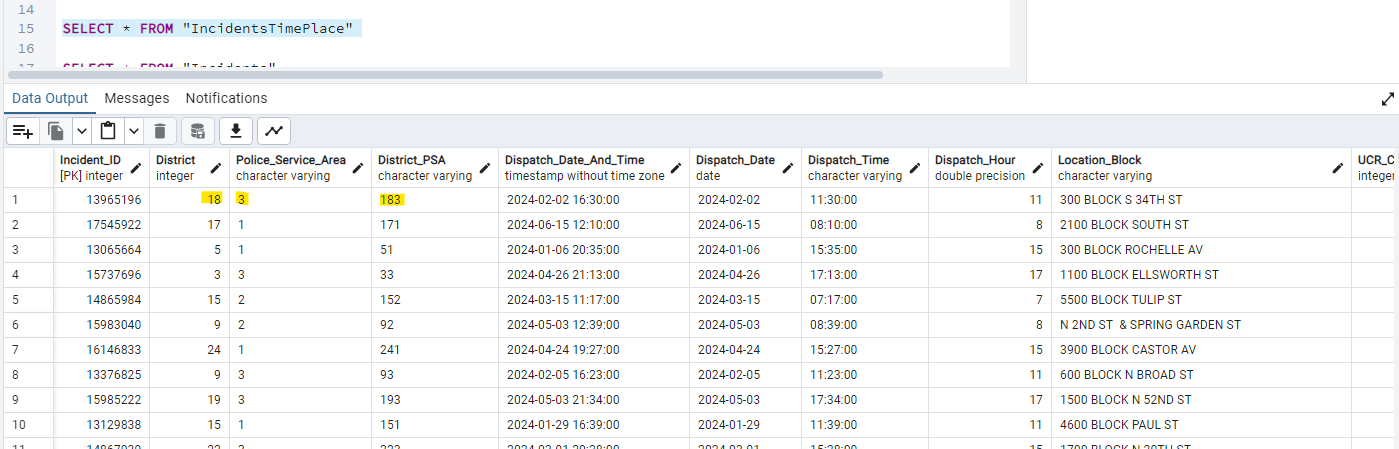 14
15 SELECT * FROM "IncidentsTimePlace"
16
17 SELECT * FROM "Incidents"
Data Output Messages Notifications
Incident_ID District Police_Service_Area District_PSA Dispatch_Date_And_Time Dispatch_Date Dispatch_Time Dispatch_Hour Location_Block UCR_C
[PK] integer integer character varying character varying timestamp without time zone date character varying double precision character varying integer
1 13965196 18 3 183 2024-02-02 16:30:00 2024-02-02 11:30:00 11 300 BLOCK S 34TH ST
2 17545922 17 1 171 2024-06-15 12:10:00 2024-06-15 08:10:00 8 2100 BLOCK SOUTH ST
3 13065664 5 1 51 2024-01-06 20:35:00 2024-01-06 15:35:00 15 300 BLOCK ROCHELLE AV
4 15737696 3 3 33 2024-04-26 21:13:00 2024-04-26 17:13:00 17 1100 BLOCK ELLSWORTH ST
5 14865984 15 2 152 2024-03-15 11:17:00 2024-03-15 07:17:00 7 5500 BLOCK TULIP ST
6 15983040 9 2 92 2024-05-03 12:39:00 2024-05-03 08:39:00 8 N 2ND ST & SPRING GARDEN ST
7 16146833 24 1 241 2024-04-24 19:27:00 2024-04-24 15:27:00 15 3900 BLOCK CASTOR AV
8 13376825 9 3 93 2024-02-05 16:23:00 2024-02-05 11:23:00 11 600 BLOCK N BROAD ST
9 15985222 19 3 193 2024-05-03 21:34:00 2024-05-03 17:34:00 17 1500 BLOCK N 52ND ST
10 13129838 15 1 151 2024-01-29 16:39:00 2024-01-29 11:39:00 11 4600 BLOCK PAUL ST